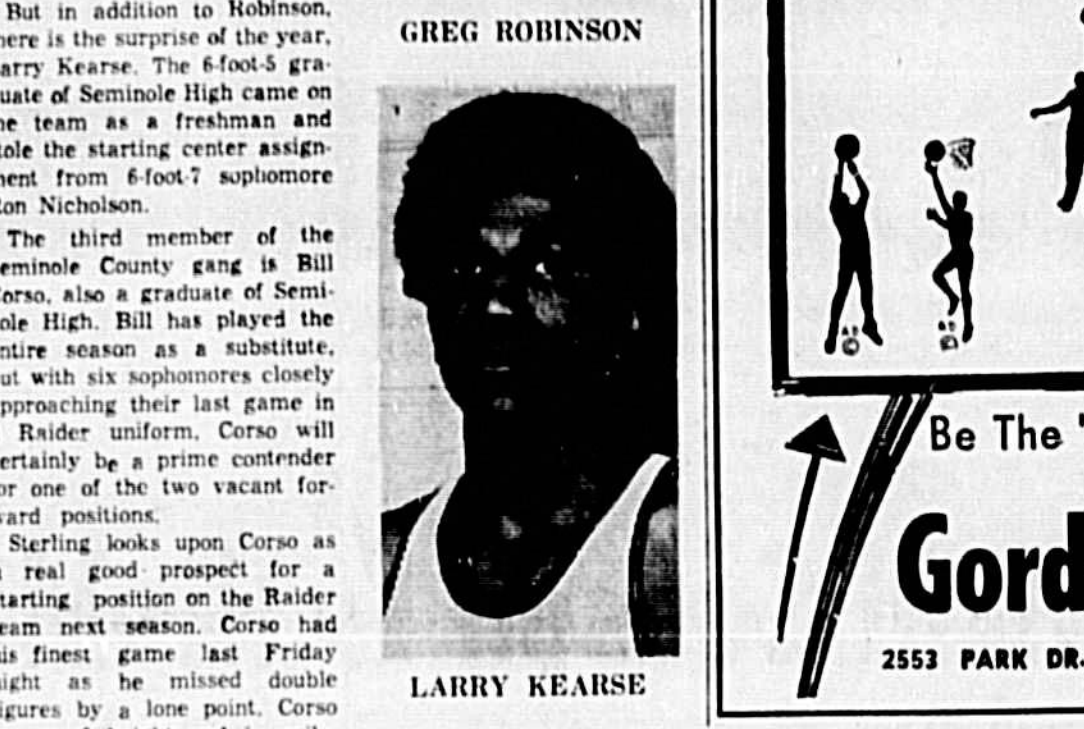 But in addition to Robinson,
here is the surprise of the year,
arry Kearse. The 6-foot-5 gra-
uate of Seminole High came on
he team as a freshman and
tole the starting center assign-
ment from 6-foot-7 sophomore
Ron Nicholson.
The third member of the
eminole County gang is Bill
Corso, also a graduate of Semi-
ole High. Bill has played the
ntire season as a substitute,
ut with six sophomores closely
pproaching their last game in
Raider uniform, Corso will
ertainly be a prime contender
or one of the two vacant for-
ward positions.
Sterling looks upon Corso as
real good prospect for a
tarting position on the Raider
eam next season. Corso had
his finest game last Friday
night as he missed double
igures by a lone point. Corso
GREG ROBINSON
LARRY KEARSE
Be The
Gord
2553 PARK DR.